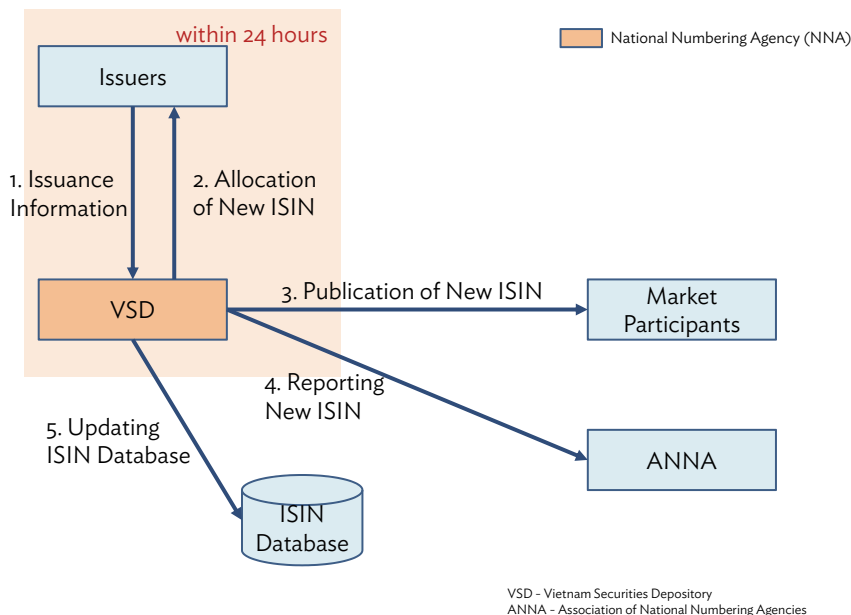 within 24 hours
National Numbering Agency (NNA)
Issuers
1. Issuance
Information
2. Allocation
of New ISIN
VSD
3. Publication of New ISIN
Market
Participants
4. Reporting
New ISIN
5. Updating
ISIN Database
ANNA
ISIN
Database
VSD - Vietnam Securities Depository
ANNA - Association of National Numbering Agencies